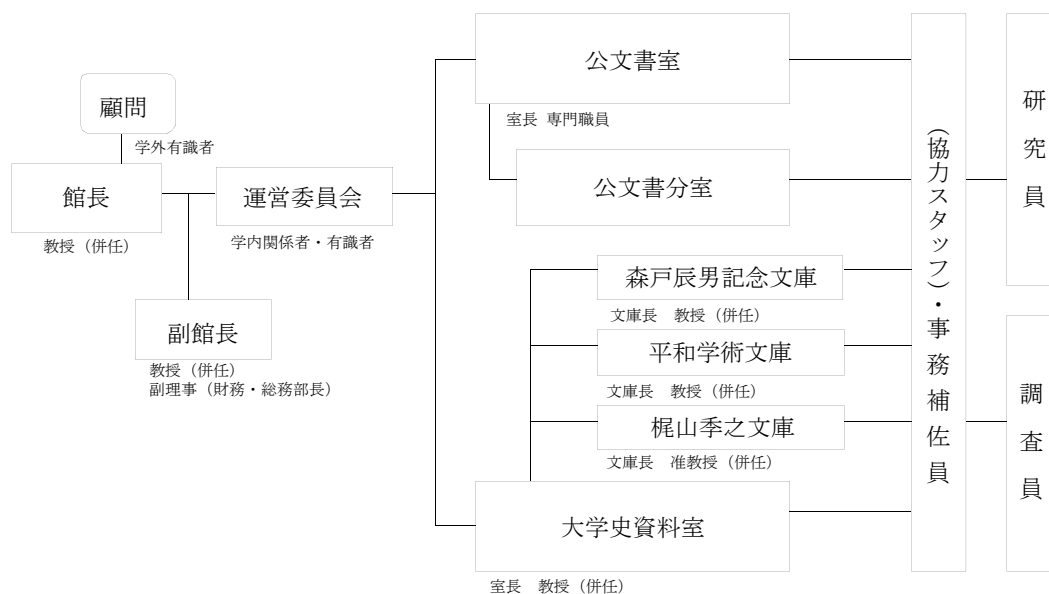 顧問
学外有識者
館長
教授（併任）
運営委員会
学内関係者・有識者
副館長
教授（併任）
副理事（財務・総務部長）
公文書室
室長 専門職員
公文書分室
森戸辰男記念文庫
文庫長　教授（併任）
平和学術文庫
文庫長　教授（併任）
梶山季之文庫
文庫長　准教授（併任）
大学史資料室
室長　教授（併任）
（協力スタッフ）・事務補佐員
研究員
調査員